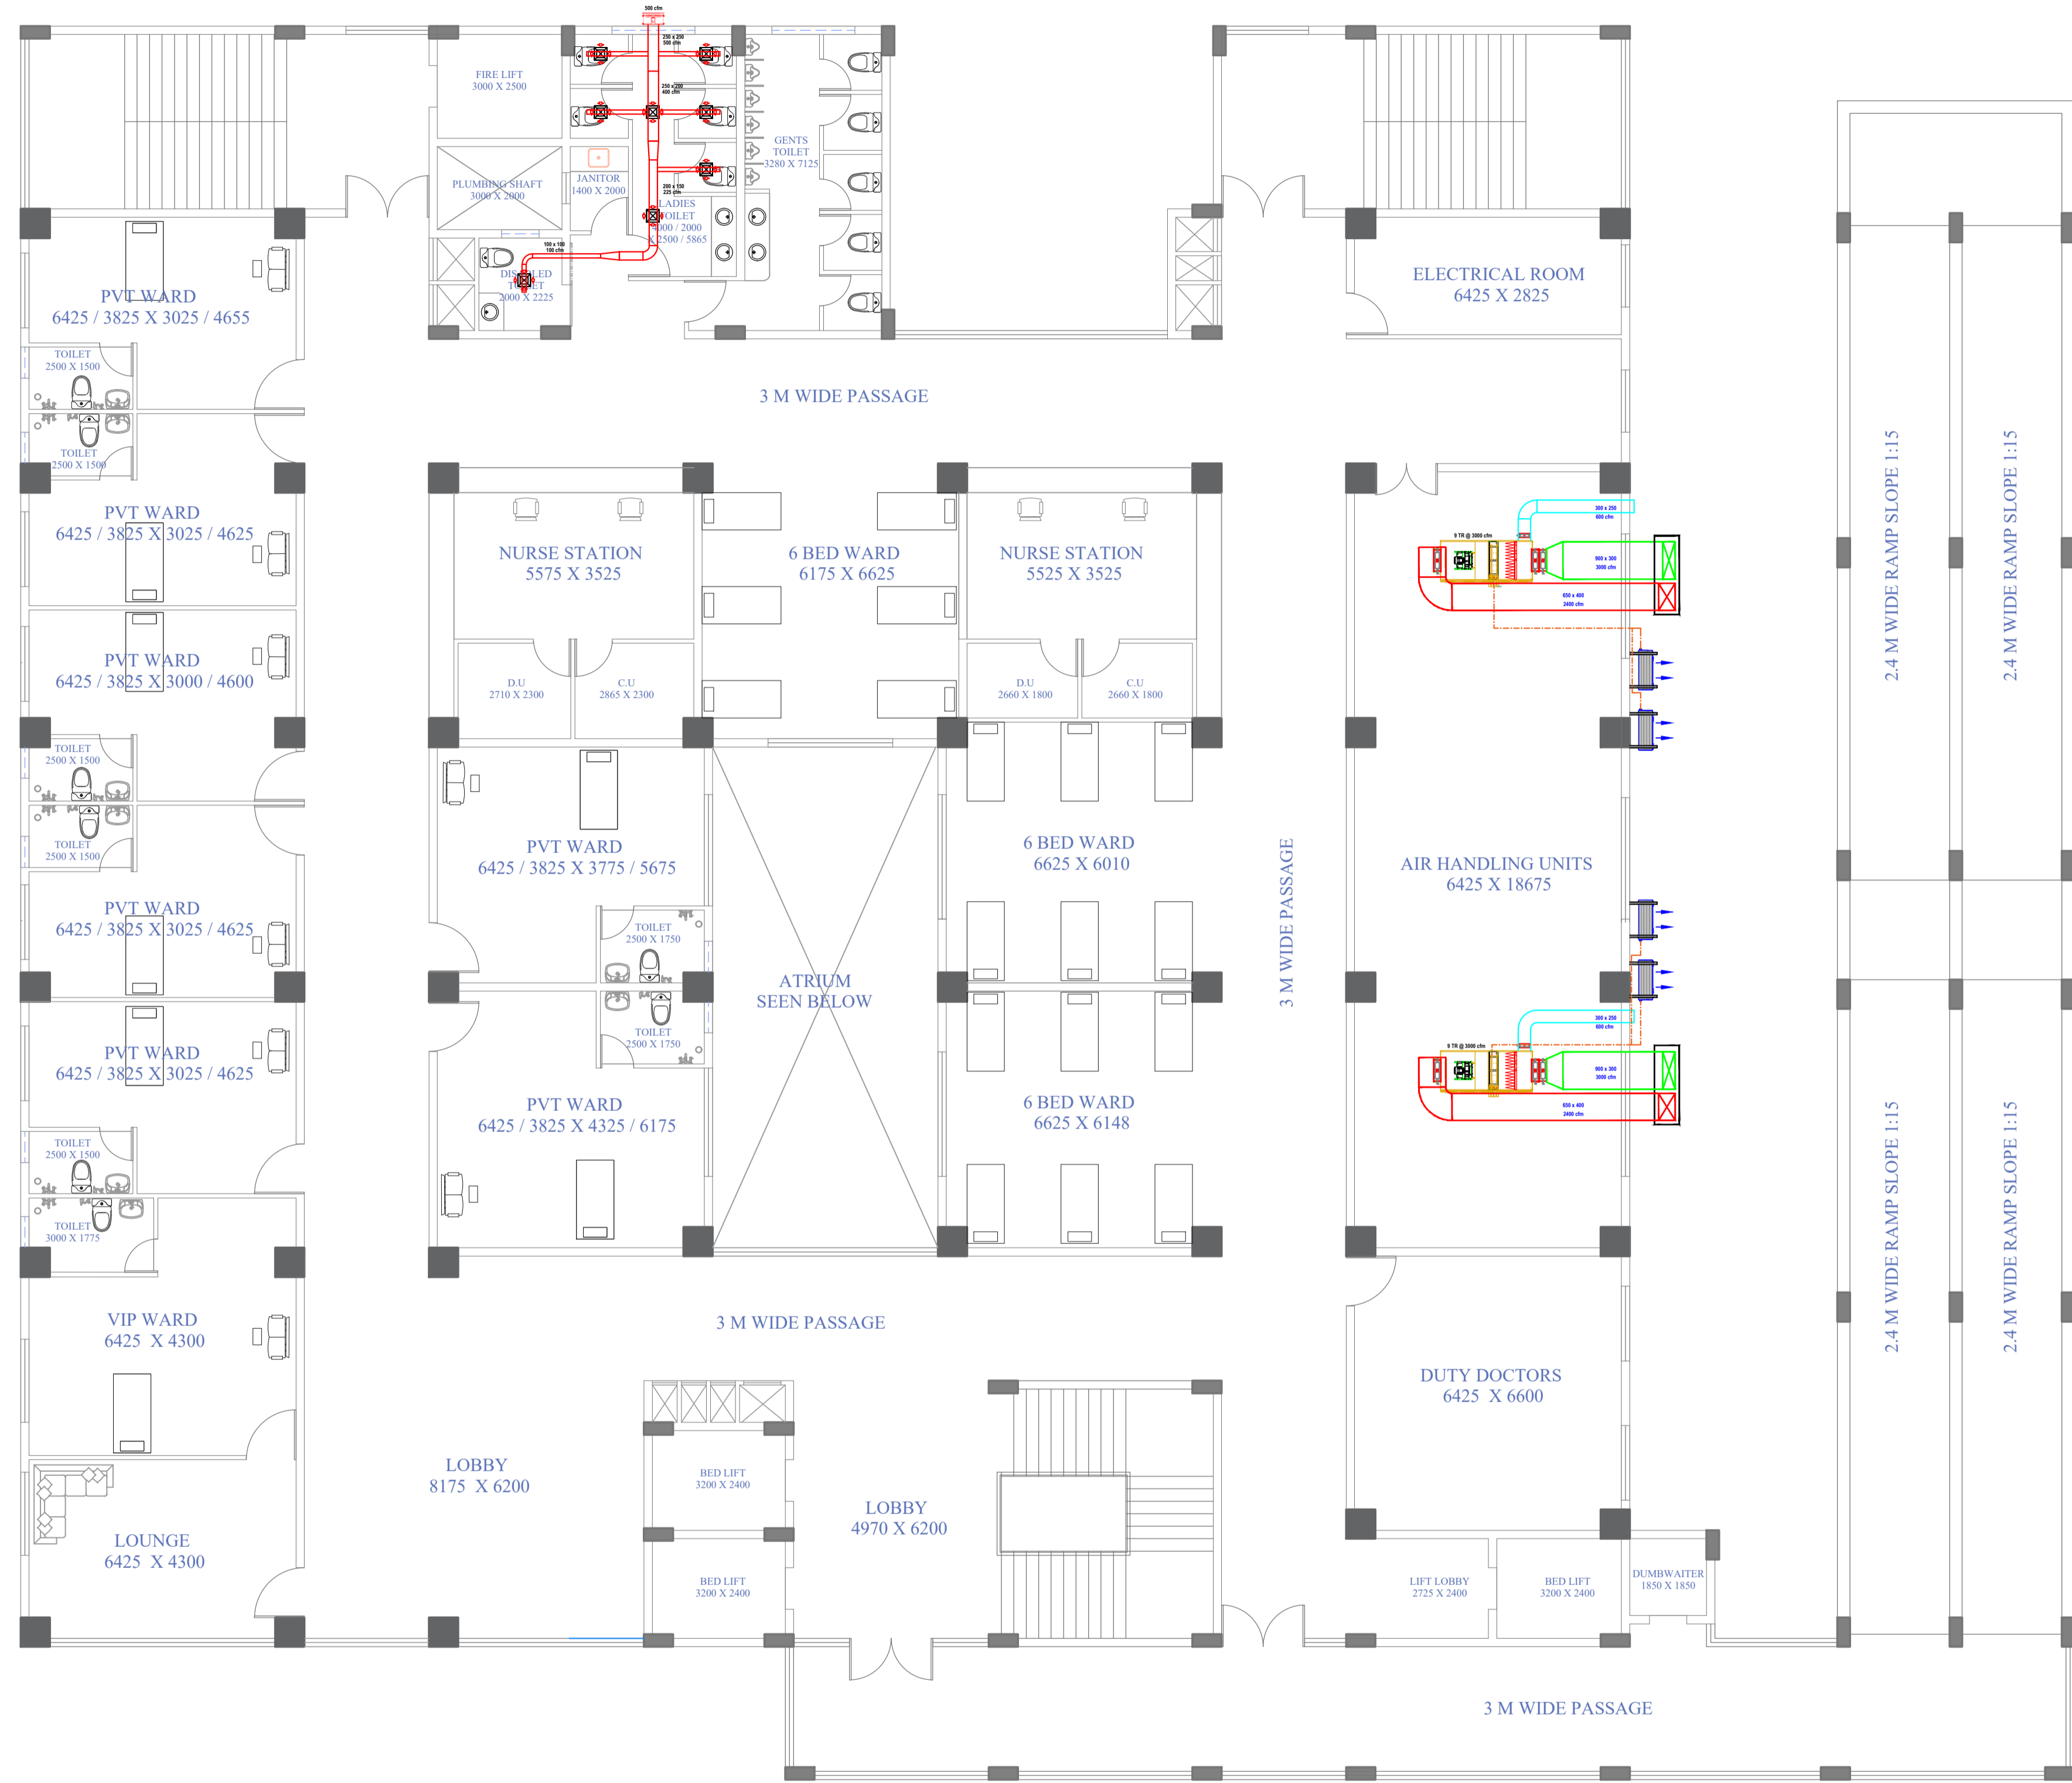 500 cfm
250 x 250
500 cfm
FIRE LIFT
3000 X 2500
250 x 200
400 cfm
GENTS
TOILET
3280 X 7125
PLUMBING SHAFT
3000 X 2000
JANITOR
1400 X 2000
200 x 150
225 cfm
LADIES
TOILET
4000 / 2000
X 2500 / 5865
100 x 100
100 cfm
DISABLED
TOILET
2000 X 2225
ELECTRICAL ROOM
6425 X 2825
PVT WARD
6425 / 3825 X 3025 / 4655
TOILET
2500 X 1500
3 M WIDE PASSAGE
TOILET
2500 X 1500
PVT WARD
6425 / 3825 X 3025 / 4625
NURSE STATION
5575 X 3525
6 BED WARD
6175 X 6625
NURSE STATION
5525 X 3525
300 x 250
600 cfm
9 TR @ 3000 cfm
900 x 300
3000 cfm
650 x 400
2400 cfm
2.4 M WIDE RAMP SLOPE 1:15
2.4 M WIDE RAMP SLOPE 1:15
PVT WARD
6425 / 3825 X 3000 / 4600
D.U
2710 X 2300
C.U
2865 X 2300
D.U
2660 X 1800
C.U
2660 X 1800
TOILET
2500 X 1500
TOILET
2500 X 1500
PVT WARD
6425 / 3825 X 3775 / 5675
6 BED WARD
6625 X 6010
3 M WIDE PASSAGE
AIR HANDLING UNITS
6425 X 18675
PVT WARD
6425 / 3825 X 3025 / 4625
TOILET
2500 X 1750
ATRIUM
SEEN BELOW
TOILET
2500 X 1750
300 x 250
600 cfm
9 TR @ 3000 cfm
900 x 300
3000 cfm
650 x 400
2400 cfm
PVT WARD
6425 / 3825 X 3025 / 4625
PVT WARD
6425 / 3825 X 4325 / 6175
6 BED WARD
6625 X 6148
TOILET
2500 X 1500
TOILET
3000 X 1775
2.4 M WIDE RAMP SLOPE 1:15
2.4 M WIDE RAMP SLOPE 1:15
VIP WARD
6425 X 4300
3 M WIDE PASSAGE
DUTY DOCTORS
6425 X 6600
LOBBY
8175 X 6200
BED LIFT
3200 X 2400
LOBBY
4970 X 6200
LOUNGE
6425 X 4300
BED LIFT
3200 X 2400
LIFT LOBBY
2725 X 2400
BED LIFT
3200 X 2400
DUMBWAITER
1850 X 1850
3 M WIDE PASSAGE